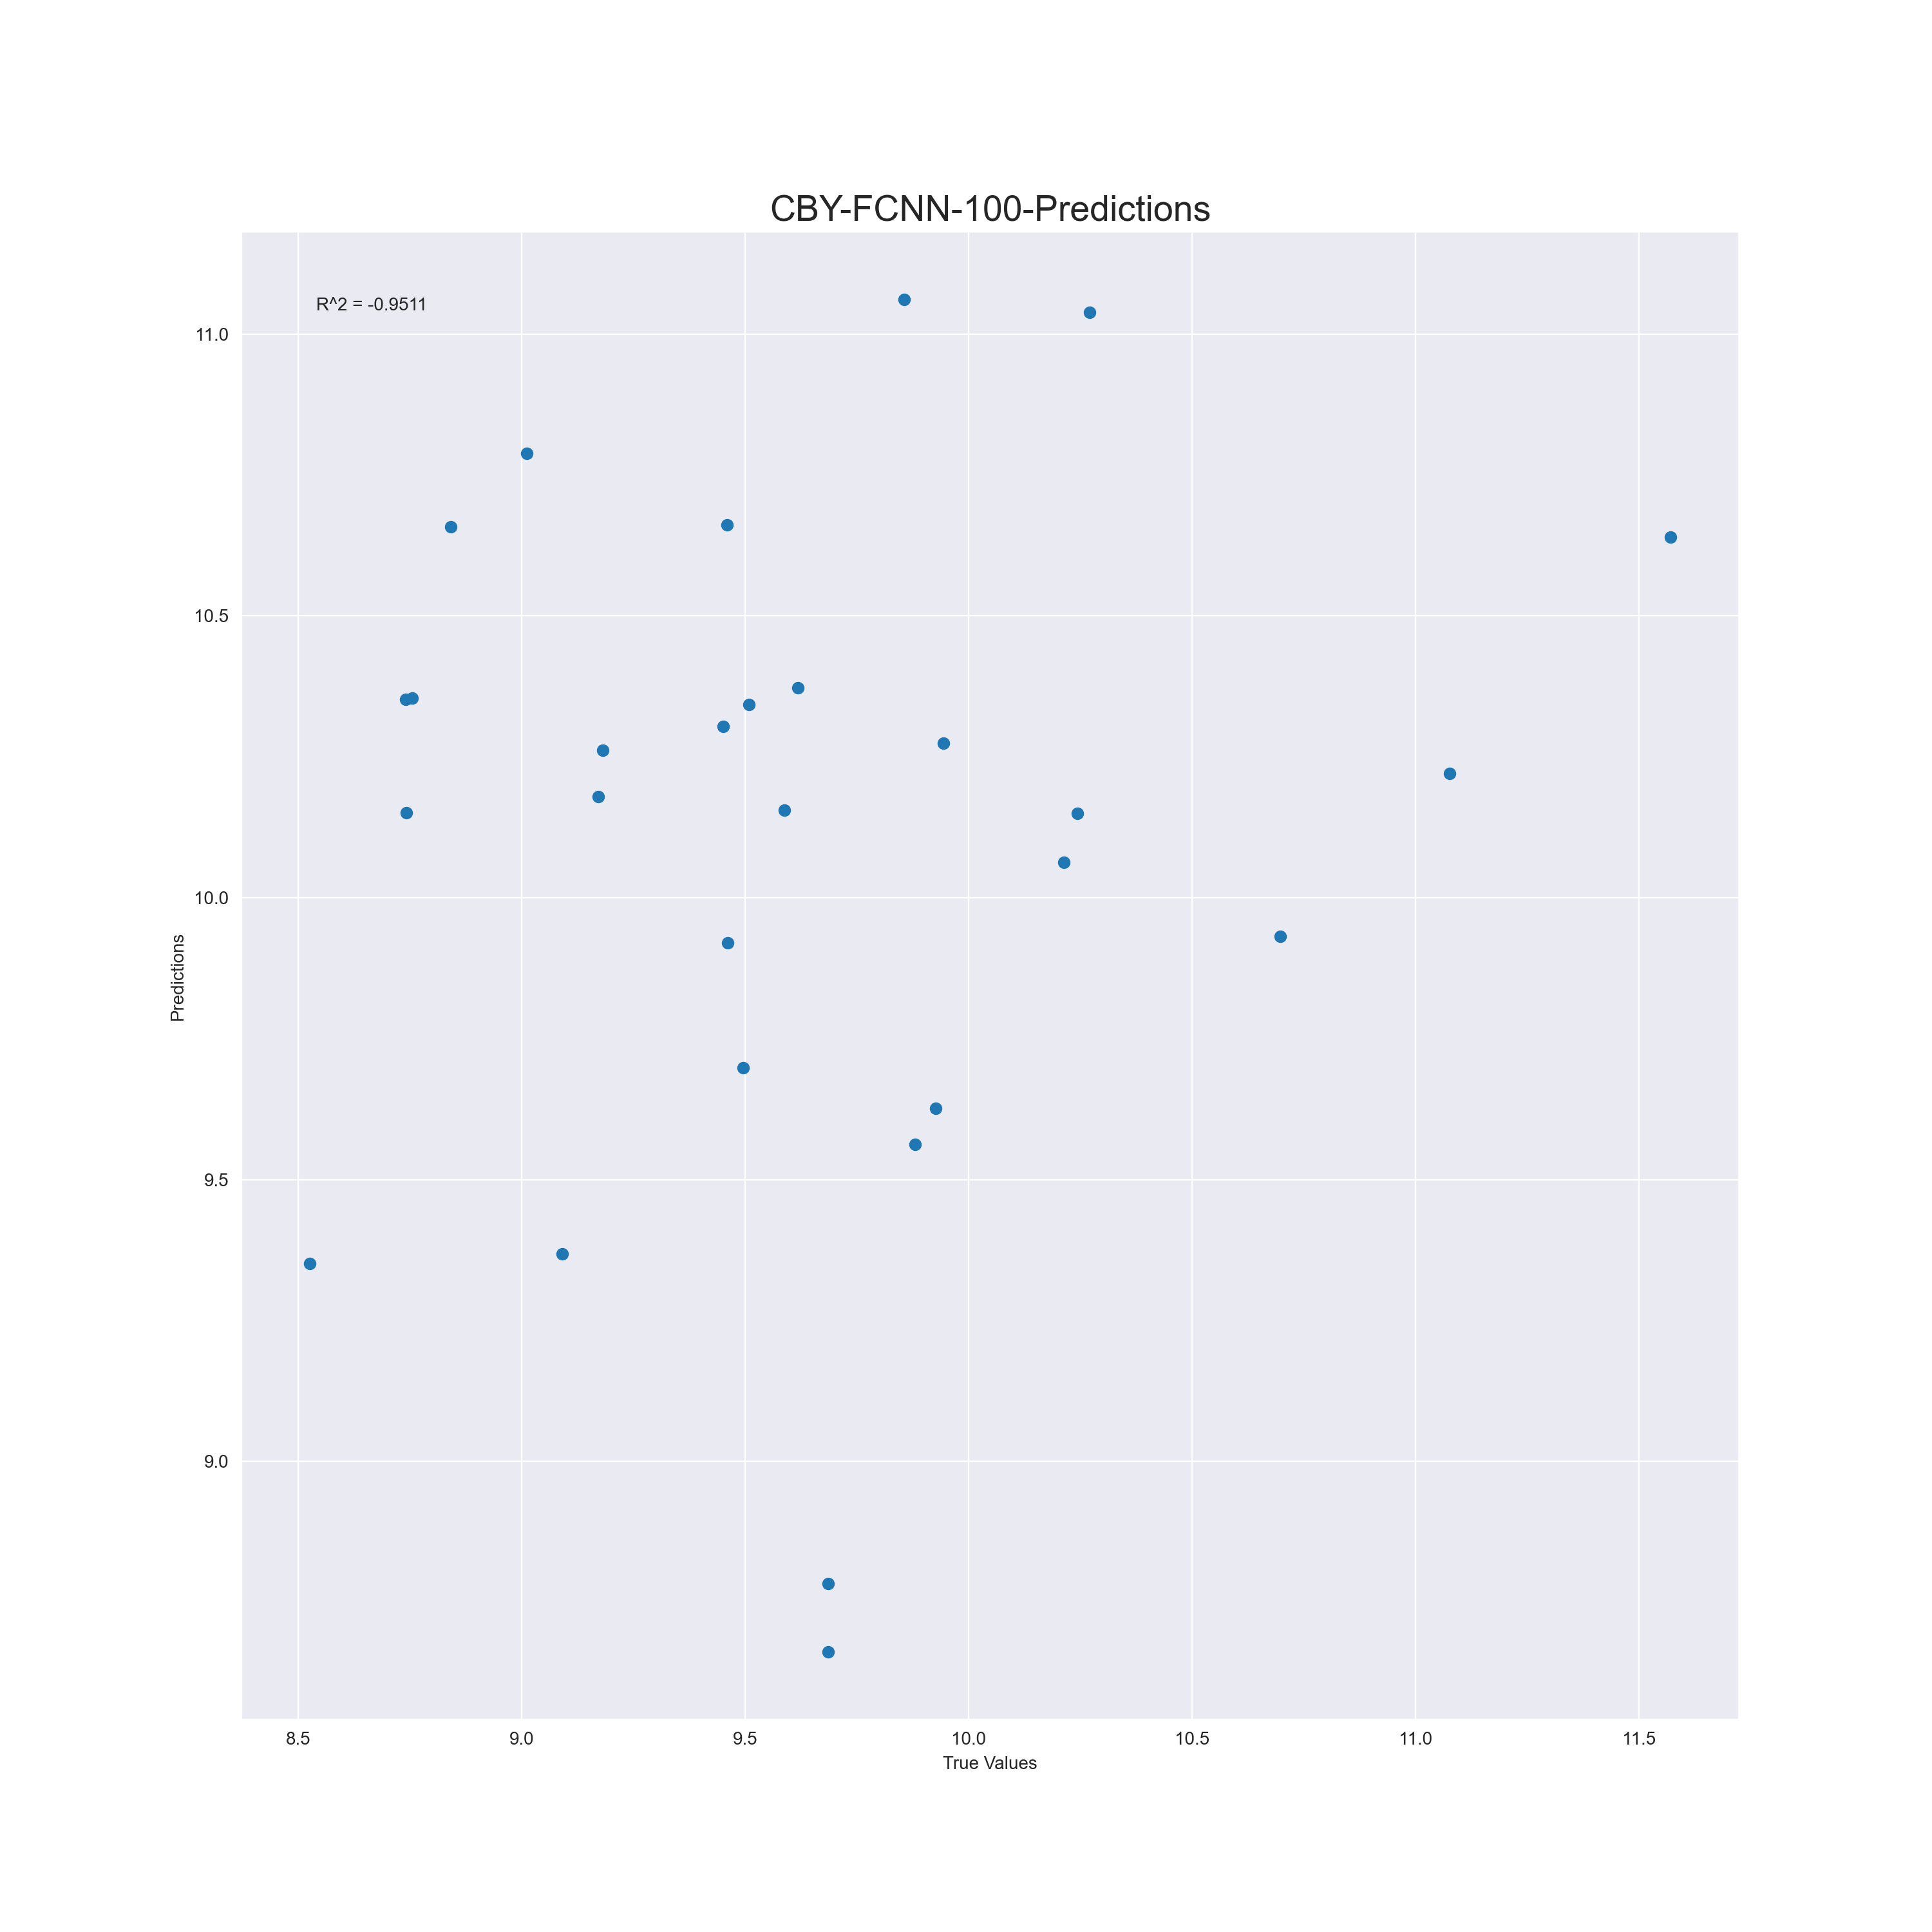 CBY-FCNN-100-Predictions
R^2 = -0.9511
11.0
10.5
10.0
9.5
9.0
Predictions
8.5 9.0 9.5 10.0 10.5 11.0 11.5
True Values